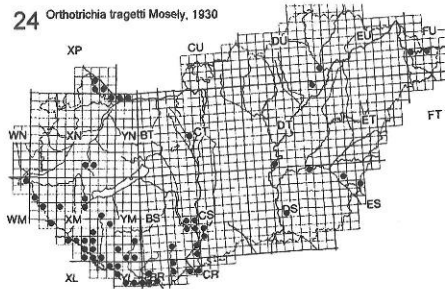 24 Orthotrichia tragetti Mosely, 1930
XP CU DU EU FU
WN XN YN BT CT DT ET FT
WM XM YM BS CS DS ES
XL YL BR CR